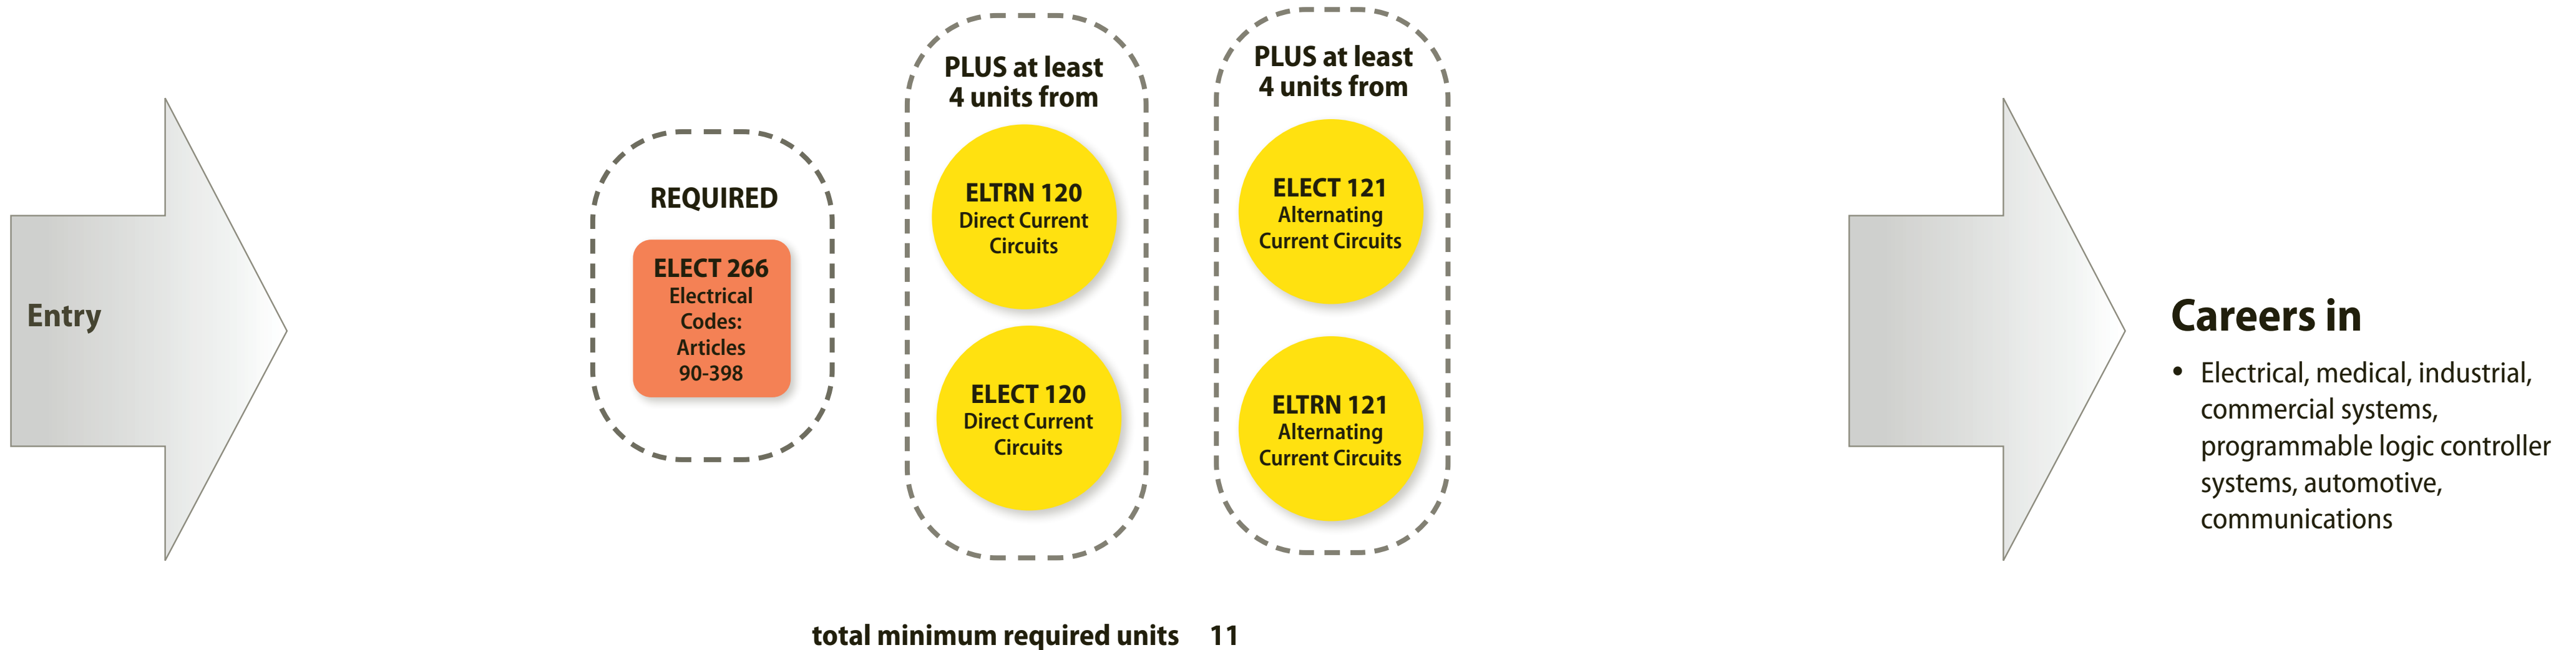 Entry
REQUIRED
ELECT 266
Electrical
Codes:
Articles
90-398
PLUS at least
4 units from
ELTRN 120
Direct Current
Circuits
ELECT 120
Direct Current
Circuits
PLUS at least
4 units from
ELECT 121
Alternating
Current Circuits
ELTRN 121
Alternating
Current Circuits
Careers in
• Electrical, medical, industrial,
commercial systems,
programmable logic controller
systems, automotive,
communications
total minimum required units 11